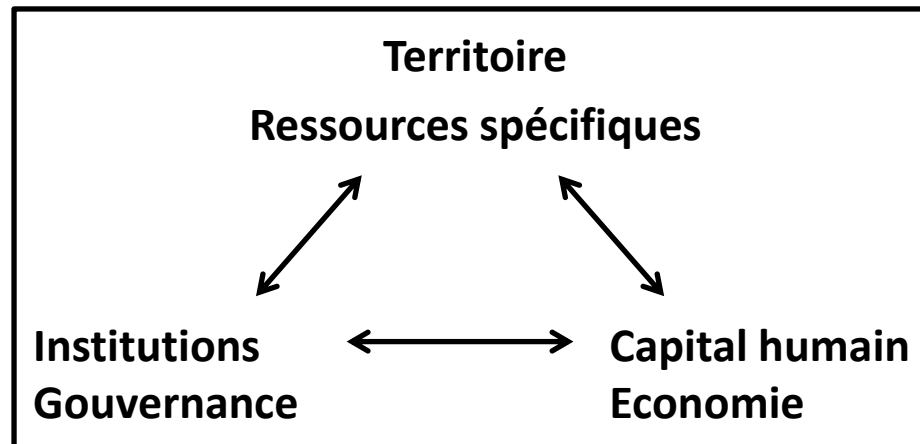 Territoire
Ressources spécifiques
Institutions
Gouvernance
Capital humain
Economie